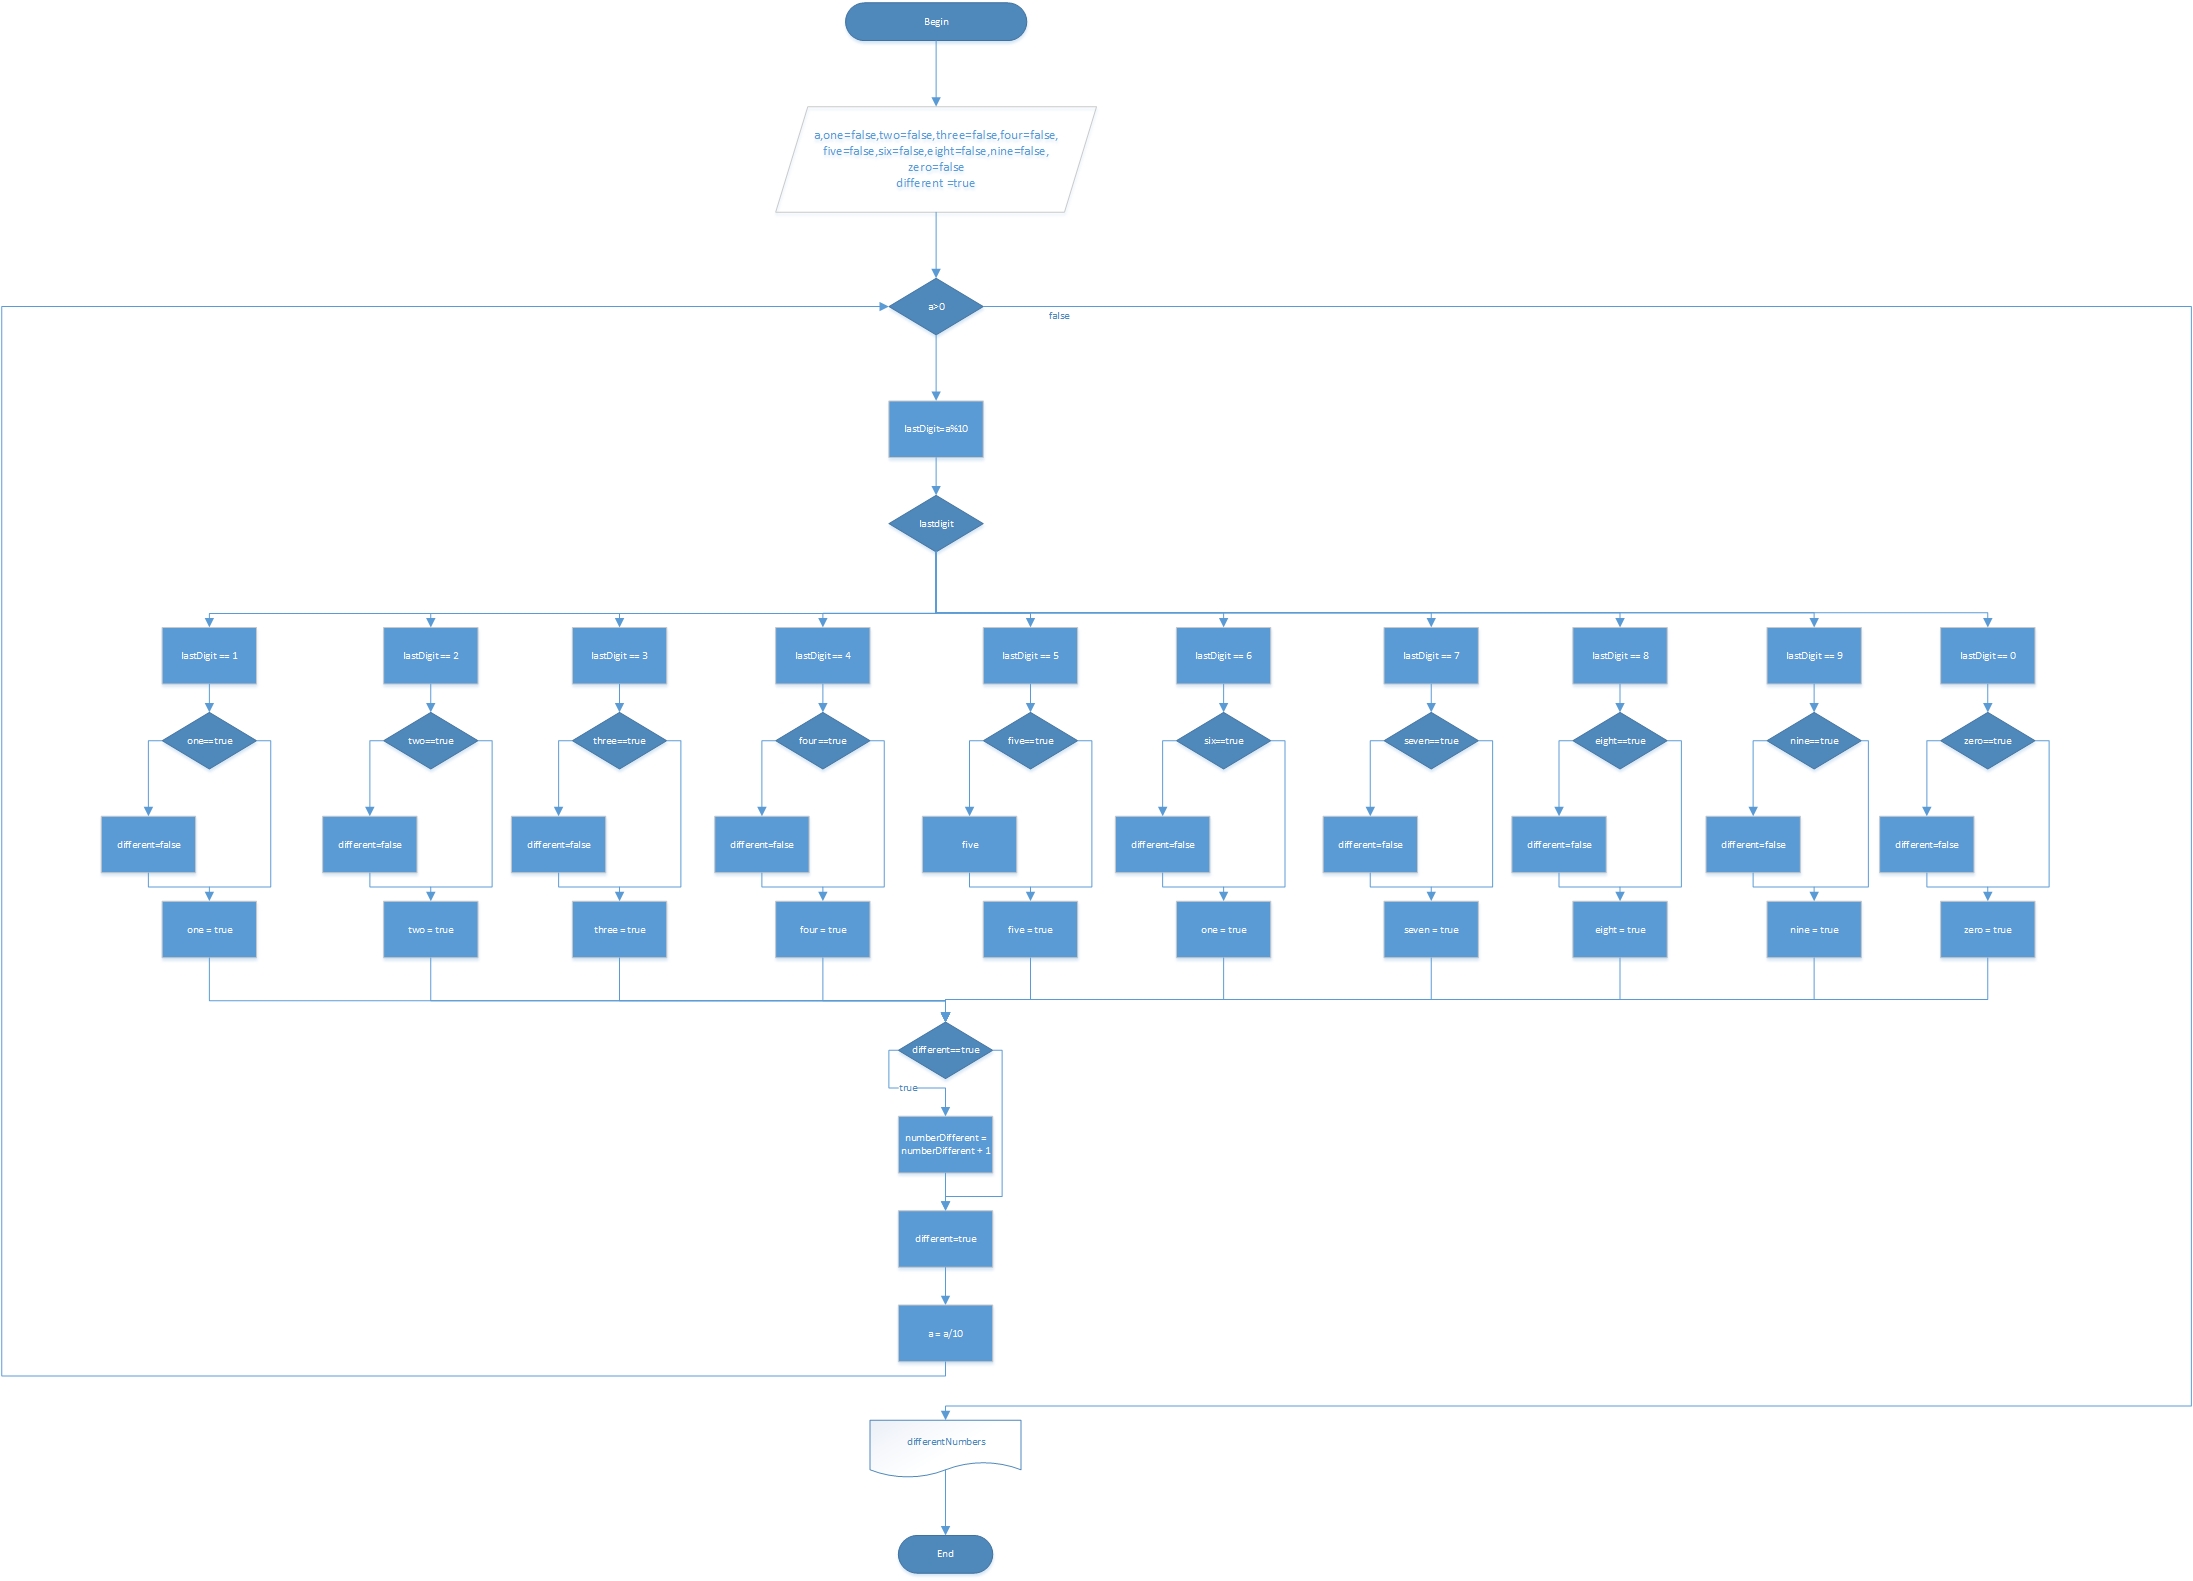 Begin
a,one=false,two=false,three=false,four=false,
five=false,six=false,eight=false,nine=false,
zero=false
different =true
a>0
false
lastDigit=a%10
lastdigit
lastDigit == 1
lastDigit == 2
lastDigit == 3
lastDigit == 4
lastDigit == 5
lastDigit == 6
lastDigit == 7
lastDigit == 8
lastDigit == 9
lastDigit == 0
one==true
two==true
three==true
four==true
five==true
six==true
seven==true
eight==true
nine==true
zero==true
different=false
different=false
different=false
different=false
five
different=false
different=false
different=false
different=false
different=false
one = true
two = true
three = true
four = true
five = true
one = true
seven = true
eight = true
nine = true
zero = true
different==true
true
numberDifferent =
numberDifferent + 1
different=true
a = a/10
differentNumbers
End